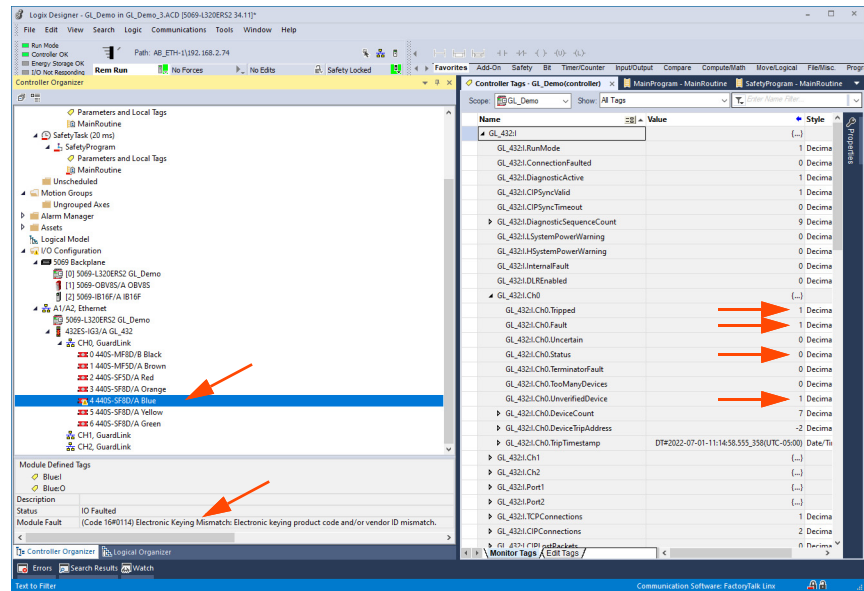 Logix Designer - GL_Demo in GL_Demo_3.ACD [5069-L320ERS2 34.11]*
File Edit View Search Logic Communications Tools Window Help
Run Mode
Controller OK
Energy Storage OK
I/O Not Responding
Path: AB_ETH-1\192.168.2.74
Rem Run No Forces No Edits Safety Locked
Favorites Add-On Safety Bit Timer/Counter Input/Output Compare Compute/Math Move/Logical File/Misc. Progr
Controller Organizer
Parameters and Local Tags
MainRoutine
SafetyTask (20 ms)
SafetyProgram
Parameters and Local Tags
MainRoutine
Unscheduled
Motion Groups
Ungrouped Axes
Alarm Manager
Assets
Logical Model
I/O Configuration
5069 Backplane
[0] 5069-L320ERS2 GL_Demo
[1] 5069-OBV8S/A OBV8S
[2] 5069-IB16F/A IB16F
A1/A2, Ethernet
5069-L320ERS2 GL_Demo
432ES-IG3/A GL_432
CH0, GuardLink
0 440S-MF8D/B Black
1 440S-MF5D/A Brown
2 440S-SF5D/A Red
3 440S-SF8D/A Orange
4 440S-SF8D/A Blue
5 440S-SF8D/A Yellow
6 440S-SF8D/A Green
CH1, GuardLink
CH2, GuardLink
Module Defined Tags
Blue:I
Blue:O
Description
Status IO Faulted
Module Fault (Code 16#0114) Electronic Keying Mismatch: Electronic keying product code and/or vendor ID mismatch.
Controller Organizer Logical Organizer
Controller Tags - GL_Demo(controller) MainProgram - MainRoutine SafetyProgram - MainRoutine
Scope: GL_Demo Show: All Tags Enter Name Filter...
Name Value Style
GL_432:I {...}
GL_432:I.RunMode 1 Decima
GL_432:I.ConnectionFaulted 0 Decima
GL_432:I.DiagnosticActive 1 Decima
GL_432:I.CIPSyncValid 1 Decima
GL_432:I.CIPSyncTimeout 0 Decima
GL_432:I.DiagnosticSequenceCount 9 Decima
GL_432:I.LSystemPowerWarning 0 Decima
GL_432:I.HSystemPowerWarning 0 Decima
GL_432:I.InternalFault 0 Decima
GL_432:I.DLREnabled 0 Decima
GL_432:I.Ch0 {...}
GL_432:I.Ch0.Tripped 1 Decima
GL_432:I.Ch0.Fault 1 Decima
GL_432:I.Ch0.Uncertain 0 Decima
GL_432:I.Ch0.Status 0 Decima
GL_432:I.Ch0.TerminatorFault 0 Decima
GL_432:I.Ch0.TooManyDevices 0 Decima
GL_432:I.Ch0.UnverifiedDevice 1 Decima
GL_432:I.Ch0.DeviceCount 7 Decima
GL_432:I.Ch0.DeviceTripAddress -2 Decima
GL_432:I.Ch0.TripTimestamp DT#2022-07-01-11:14:58.555_358(UTC-05:00) Date/Ti
GL_432:I.Ch1 {...}
GL_432:I.Ch2 {...}
GL_432:I.Port1 {...}
GL_432:I.Port2 {...}
GL_432:I.TCPConnections 1 Decima
GL_432:I.CIPConnections 2 Decima
GL_432:I.CIPLostPackets 0 Decima
Monitor Tags Edit Tags
Properties
Errors Search Results Watch
Text to Filter Communication Software: FactoryTalk Linx